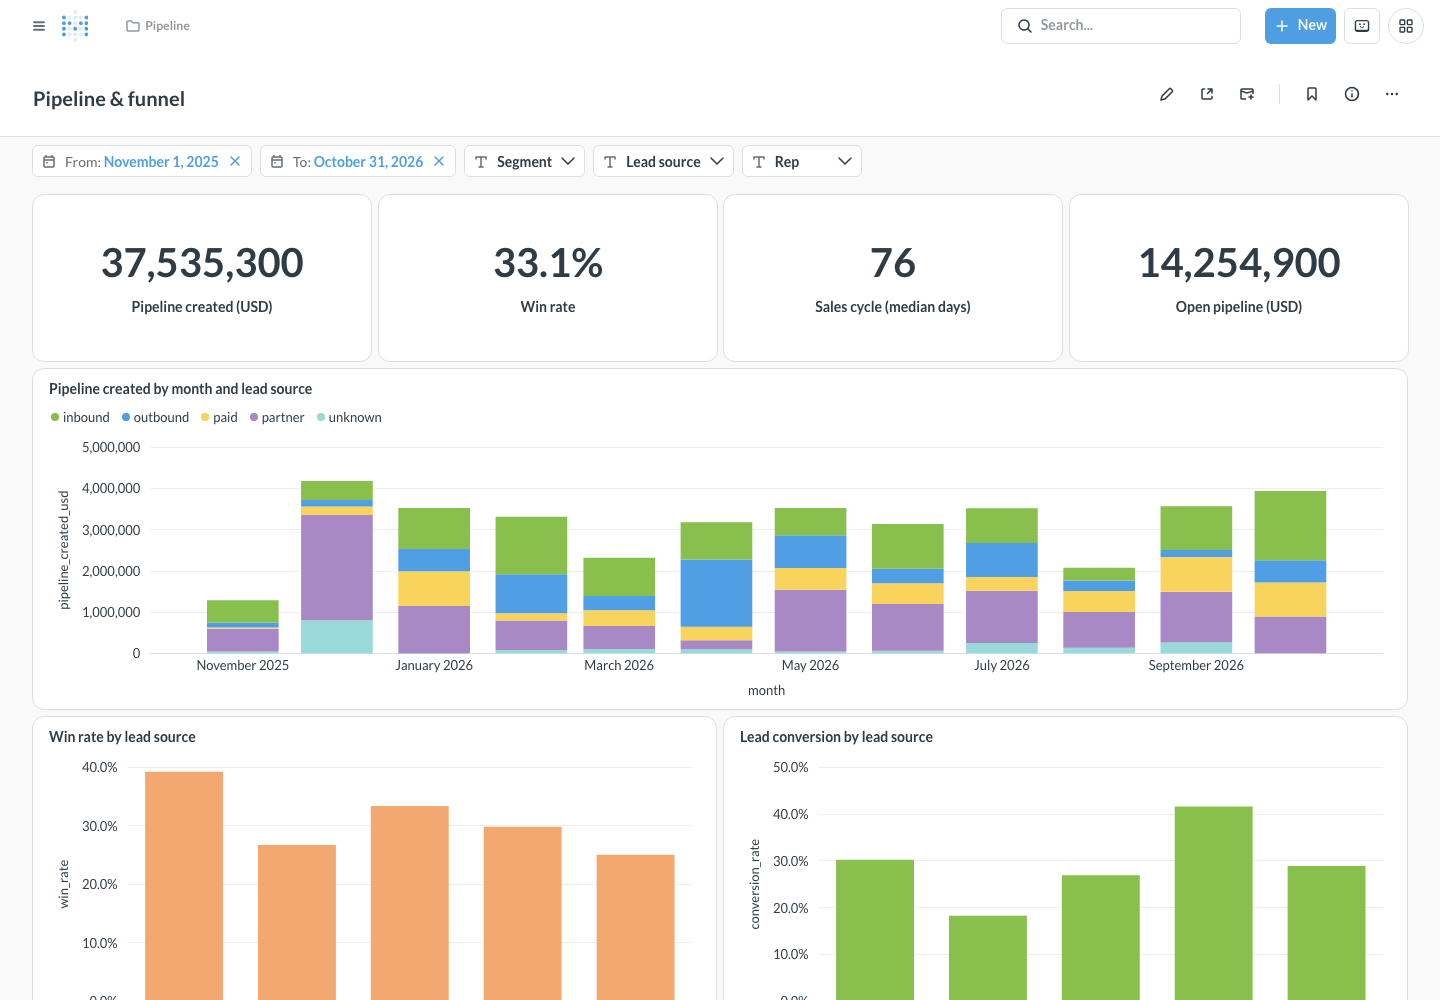 Pipeline
Search...
New
Pipeline & funnel
From: November 1, 2025
To: October 31, 2026
Segment
Lead source
Rep
37,535,300
Pipeline created (USD)
33.1%
Win rate
76
Sales cycle (median days)
14,254,900
Open pipeline (USD)
Pipeline created by month and lead source
inbound outbound paid partner unknown
5,000,000
4,000,000
3,000,000
2,000,000
1,000,000
0
pipeline_created_usd
November 2025 January 2026 March 2026 May 2026 July 2026 September 2026
month
Win rate by lead source
40.0%
30.0%
20.0%
10.0%
0.0%
win_rate
Lead conversion by lead source
50.0%
40.0%
30.0%
20.0%
10.0%
0.0%
conversion_rate